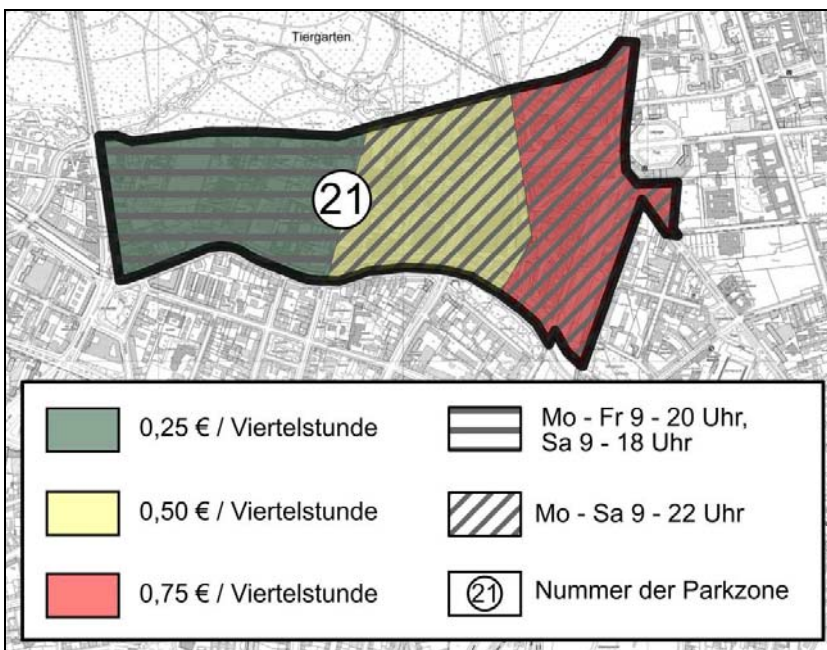 Tiergarten
21
0,25 € / Viertelstunde
Mo - Fr 9 - 20 Uhr,
Sa 9 - 18 Uhr
0,50 € / Viertelstunde
Mo - Sa 9 - 22 Uhr
0,75 € / Viertelstunde
21
Nummer der Parkzone